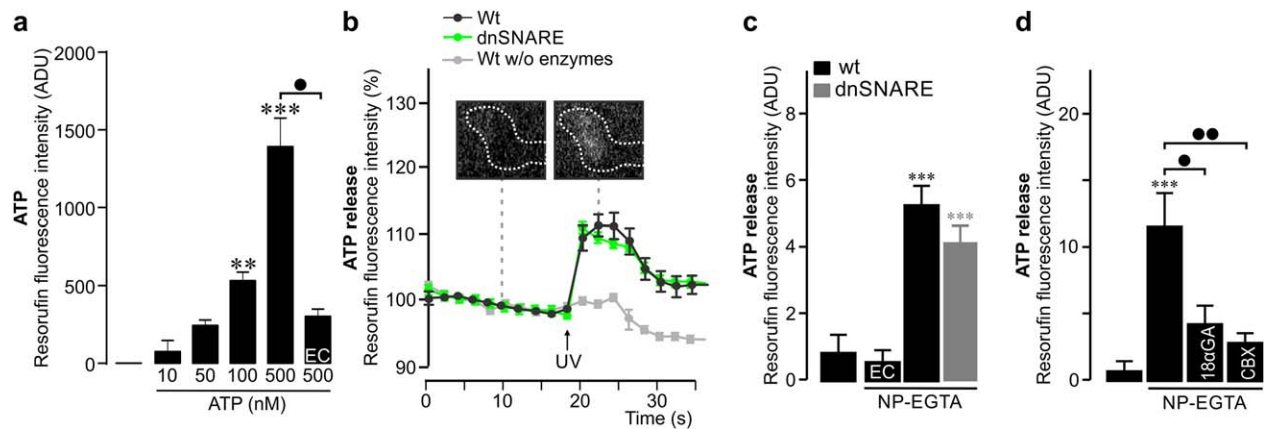 a
ATP
Resorufin fluorescence intensity (ADU)
2000
1500
1000
500
0
**
***
●
EC
10 50 100 500 500
ATP (nM)
b
Wt
dnSNARE
Wt w/o enzymes
ATP release
Resorufin fluorescence intensity (%)
130
120
110
100
90
UV
0 10 20 30
Time (s)
c
wt
dnSNARE
ATP release
Resorufin fluorescence intensity (ADU)
8
6
4
2
0
***
***
EC
NP-EGTA
d
ATP release
Resorufin fluorescence intensity (ADU)
20
10
0
●●
●
***
18αGA
CBX
NP-EGTA